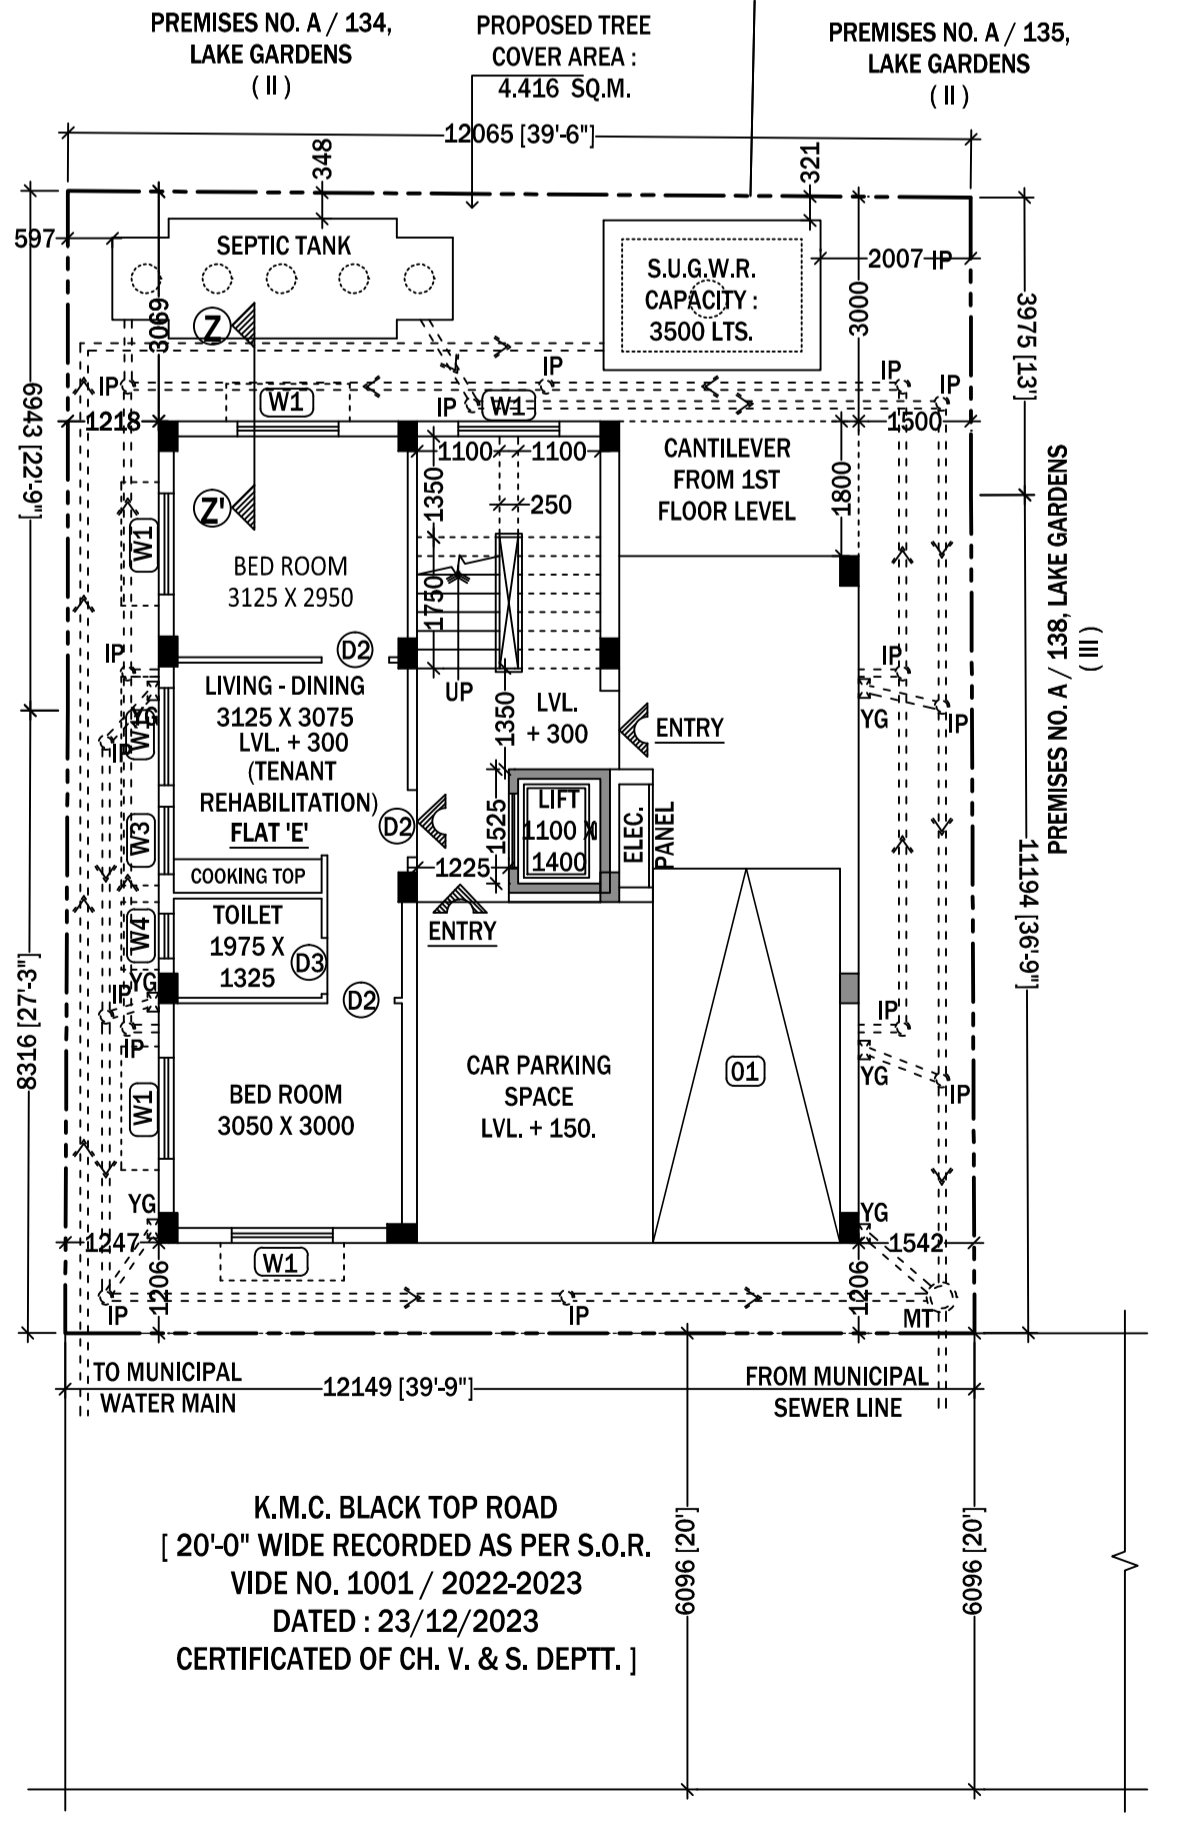 PREMISES NO. A / 134,
LAKE GARDENS
( II )
PROPOSED TREE
COVER AREA :
4.416 SQ.M.
PREMISES NO. A / 135,
LAKE GARDENS
( II )
12065 [39'-6"]
348
321
597
SEPTIC TANK
S.U.G.W.R.
CAPACITY :
3500 LTS.
2007
IP
3069
3000
3975 [13']
Z
IP
IP
IP
IP
IP
W1
W1
6943 [22'-9"]
1218
1500
1100
1100
CANTILEVER
FROM 1ST
FLOOR LEVEL
1350
1800
250
Z'
W1
BED ROOM
3125 X 2950
1750
PREMISES NO. A / 138, LAKE GARDENS
( III )
D2
IP
IP
LIVING - DINING
3125 X 3075
LVL. + 300
(TENANT
REHABILITATION)
FLAT 'E'
UP
1350
LVL.
+ 300
ENTRY
YG
W1
IP
YG
IP
W3
D2
1525
LIFT
1100 X
1400
ELEC.
PANEL
1225
COOKING TOP
11194 [36'-9"]
W4
TOILET
1975 X
1325
D3
ENTRY
YG
IP
D2
IP
IP
8316 [27'-3"]
W1
BED ROOM
3050 X 3000
CAR PARKING
SPACE
LVL. + 150.
01
YG
IP
YG
YG
1247
1542
W1
1206
1206
IP
IP
MT
TO MUNICIPAL
WATER MAIN
12149 [39'-9"]
FROM MUNICIPAL
SEWER LINE
K.M.C. BLACK TOP ROAD
[ 20'-0" WIDE RECORDED AS PER S.O.R.
VIDE NO. 1001 / 2022-2023
DATED : 23/12/2023
CERTIFICATED OF CH. V. & S. DEPTT. ]
6096 [20']
6096 [20']